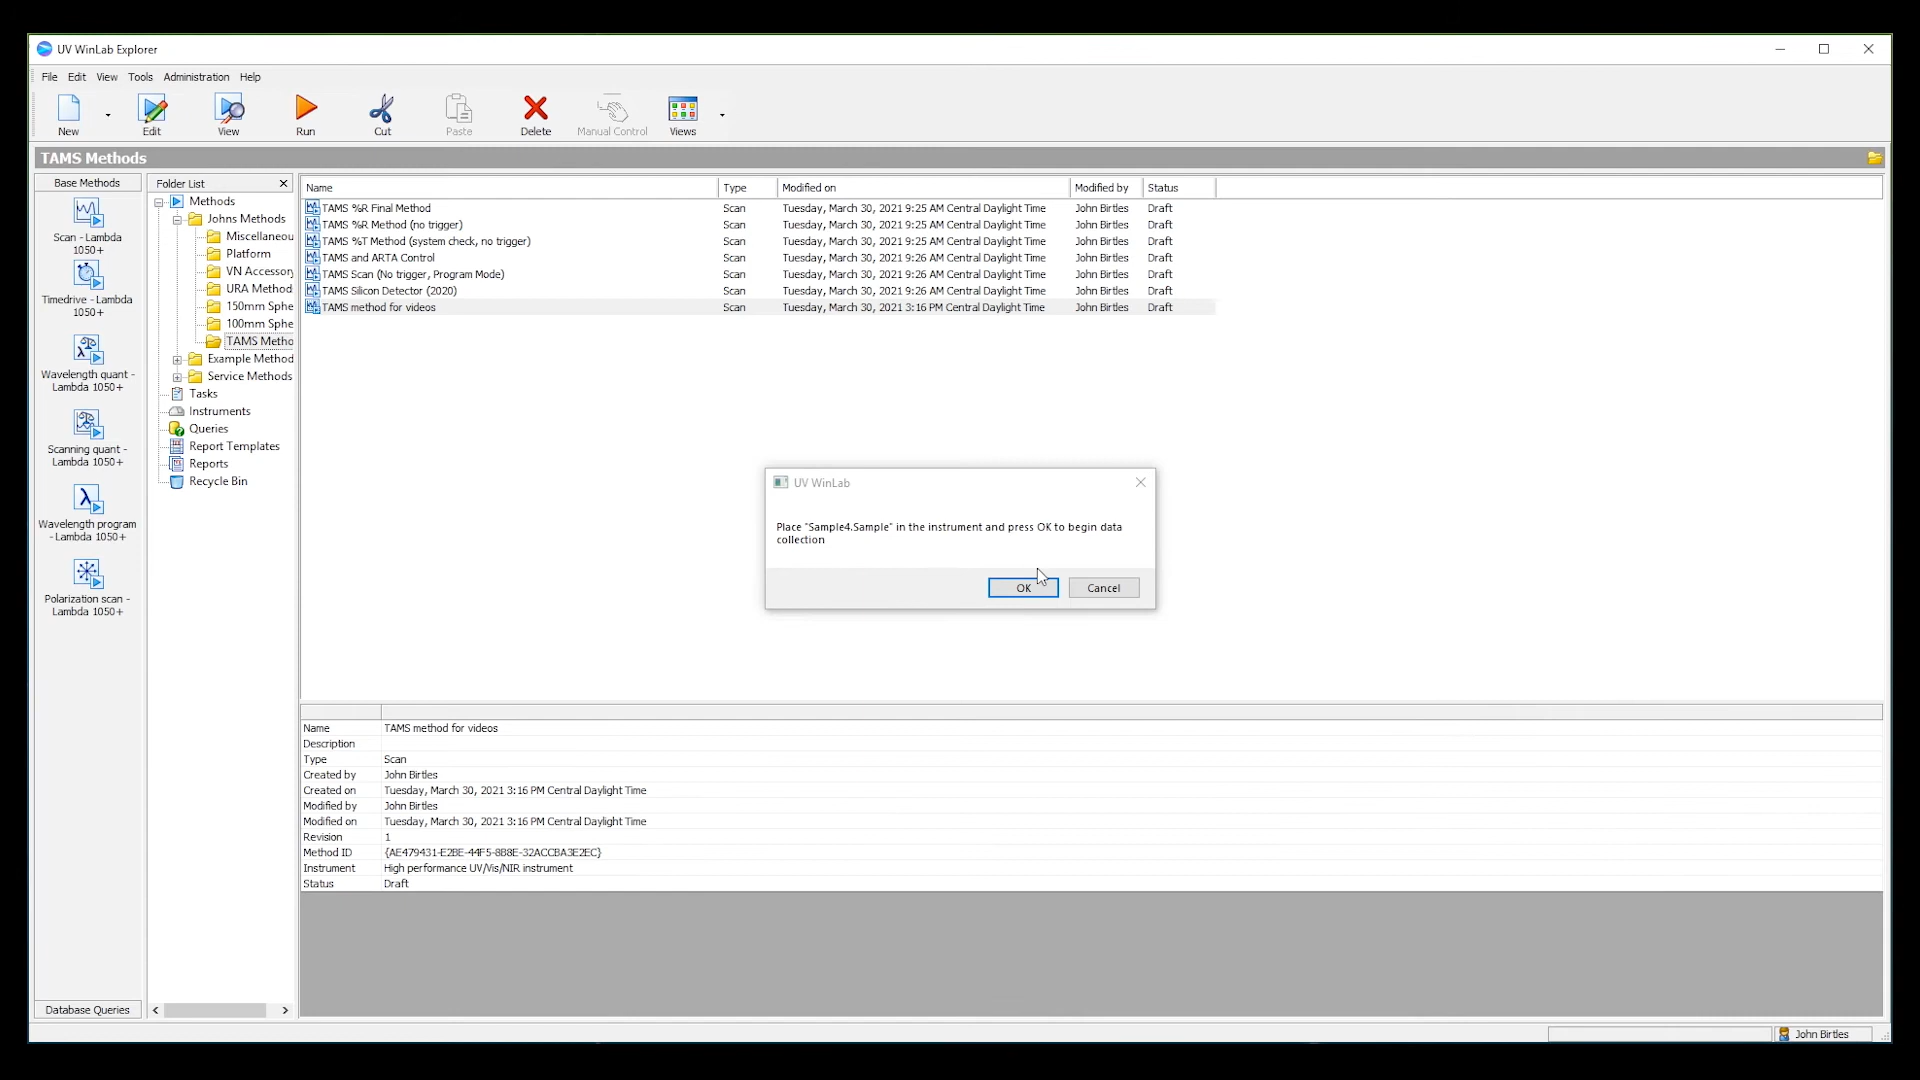 UV WinLab Explorer
File Edit View Tools Administration Help
New Edit View Run Cut Paste Delete Manual Control Views
TAMS Methods
Base Methods
Scan - Lambda
1050+
Timedrive - Lambda
1050+
Wavelength quant -
Lambda 1050+
Scanning quant -
Lambda 1050+
Wavelength program
- Lambda 1050+
Polarization scan -
Lambda 1050+
Database Queries
Folder List
Methods
Johns Methods
Miscellaneou
Platform
VN Accessory
URA Method
150mm Sphe
100mm Sphe
TAMS Metho
Example Method
Service Methods
Tasks
Instruments
Queries
Report Templates
Reports
Recycle Bin
Name Type Modified on Modified by Status
TAMS %R Final Method Scan Tuesday, March 30, 2021 9:25 AM Central Daylight Time John Birtles Draft
TAMS %R Method (no trigger) Scan Tuesday, March 30, 2021 9:25 AM Central Daylight Time John Birtles Draft
TAMS %T Method (system check, no trigger) Scan Tuesday, March 30, 2021 9:25 AM Central Daylight Time John Birtles Draft
TAMS and ARTA Control Scan Tuesday, March 30, 2021 9:26 AM Central Daylight Time John Birtles Draft
TAMS Scan (No trigger, Program Mode) Scan Tuesday, March 30, 2021 9:26 AM Central Daylight Time John Birtles Draft
TAMS Silicon Detector (2020) Scan Tuesday, March 30, 2021 9:26 AM Central Daylight Time John Birtles Draft
TAMS method for videos Scan Tuesday, March 30, 2021 3:16 PM Central Daylight Time John Birtles Draft
UV WinLab
Place "Sample4.Sample" in the instrument and press OK to begin data
collection
OK Cancel
Name TAMS method for videos
Description
Type Scan
Created by John Birtles
Created on Tuesday, March 30, 2021 3:16 PM Central Daylight Time
Modified by John Birtles
Modified on Tuesday, March 30, 2021 3:16 PM Central Daylight Time
Revision 1
Method ID {AE479431-E2BE-44F5-8B8E-32ACCBA3E2EC}
Instrument High performance UV/Vis/NIR instrument
Status Draft
John Birtles